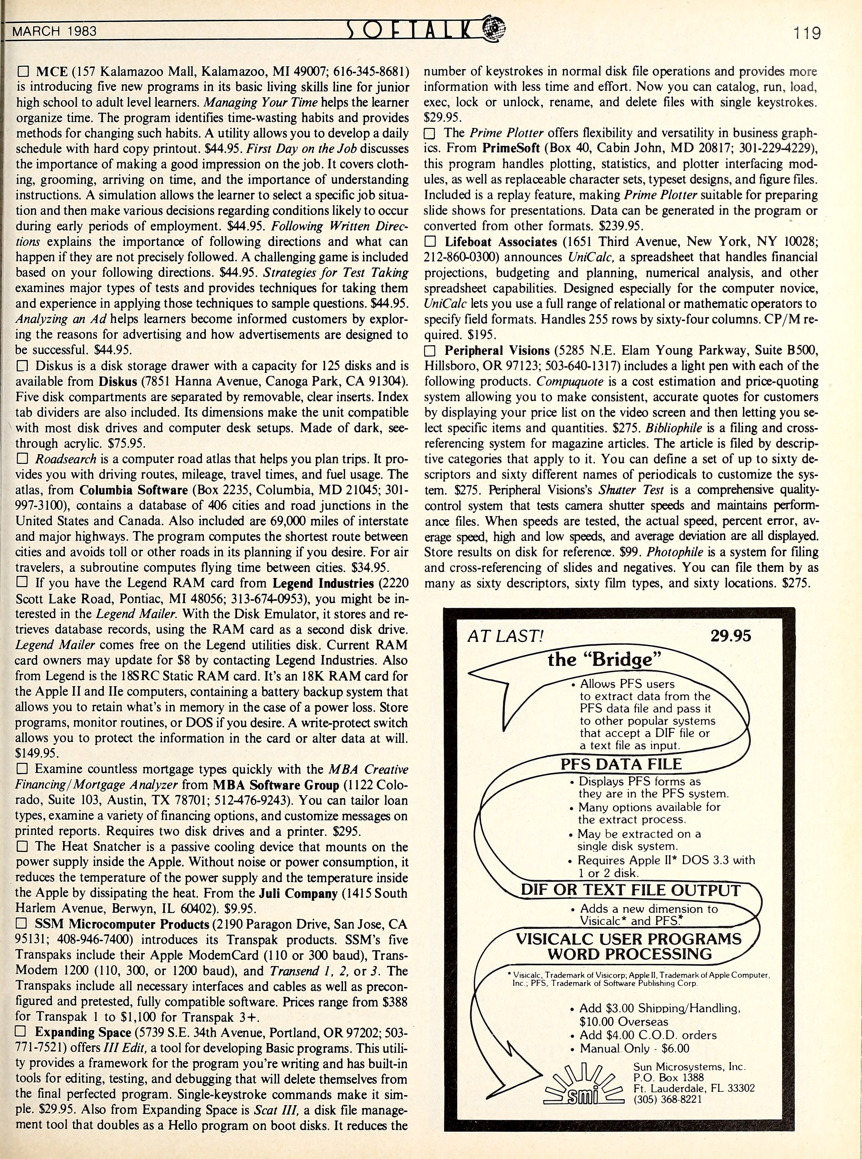 MARCH 1983
SOFTALK
119
☐ MCE (157 Kalamazoo Mall, Kalamazoo, MI 49007; 616-345-8681)
is introducing five new programs in its basic living skills line for junior
high school to adult level learners. Managing Your Time helps the learner
organize time. The program identifies time-wasting habits and provides
methods for changing such habits. A utility allows you to develop a daily
schedule with hard copy printout. $44.95. First Day on the Job discusses
the importance of making a good impression on the job. It covers cloth-
ing, grooming, arriving on time, and the importance of understanding
instructions. A simulation allows the learner to select a specific job situa-
tion and then make various decisions regarding conditions likely to occur
during early periods of employment. $44.95. Following Written Direc-
tions explains the importance of following directions and what can
happen if they are not precisely followed. A challenging game is included
based on your following directions. $44.95. Strategies for Test Taking
examines major types of tests and provides techniques for taking them
and experience in applying those techniques to sample questions. $44.95.
Analyzing an Ad helps learners become informed customers by explor-
ing the reasons for advertising and how advertisements are designed to
be successful. $44.95.
☐ Diskus is a disk storage drawer with a capacity for 125 disks and is
available from Diskus (7851 Hanna Avenue, Canoga Park, CA 91304).
Five disk compartments are separated by removable, clear inserts. Index
tab dividers are also included. Its dimensions make the unit compatible
with most disk drives and computer desk setups. Made of dark, see-
through acrylic. $75.95.
☐ Roadsearch is a computer road atlas that helps you plan trips. It pro-
vides you with driving routes, mileage, travel times, and fuel usage. The
atlas, from Columbia Software (Box 2235, Columbia, MD 21045; 301-
997-3100), contains a database of 406 cities and road junctions in the
United States and Canada. Also included are 69,000 miles of interstate
and major highways. The program computes the shortest route between
cities and avoids toll or other roads in its planning if you desire. For air
travelers, a subroutine computes flying time between cities. $34.95.
☐ If you have the Legend RAM card from Legend Industries (2220
Scott Lake Road, Pontiac, MI 48056; 313-674-0953), you might be in-
terested in the Legend Mailer. With the Disk Emulator, it stores and re-
trieves database records, using the RAM card as a second disk drive.
Legend Mailer comes free on the Legend utilities disk. Current RAM
card owners may update for $8 by contacting Legend Industries. Also
from Legend is the 18SRC Static RAM card. It's an 18K RAM card for
the Apple II and IIe computers, containing a battery backup system that
allows you to retain what's in memory in the case of a power loss. Store
programs, monitor routines, or DOS if you desire. A write-protect switch
allows you to protect the information in the card or alter data at will.
$149.95.
☐ Examine countless mortgage types quickly with the MBA Creative
Financing/Mortgage Analyzer from MBA Software Group (1122 Colo-
rado, Suite 103, Austin, TX 78701; 512-476-9243). You can tailor loan
types, examine a variety of financing options, and customize messages on
printed reports. Requires two disk drives and a printer. $295.
☐ The Heat Snatcher is a passive cooling device that mounts on the
power supply inside the Apple. Without noise or power consumption, it
reduces the temperature of the power supply and the temperature inside
the Apple by dissipating the heat. From the Juli Company (1415 South
Harlem Avenue, Berwyn, IL 60402). $9.95.
☐ SSM Microcomputer Products (2190 Paragon Drive, San Jose, CA
95131; 408-946-7400) introduces its Transpak products. SSM's five
Transpaks include their Apple ModemCard (110 or 300 baud), Trans-
Modem 1200 (110, 300, or 1200 baud), and Transend 1, 2, or 3. The
Transpaks include all necessary interfaces and cables as well as precon-
figured and pretested, fully compatible software. Prices range from $388
for Transpak 1 to $1,100 for Transpak 3+.
☐ Expanding Space (5739 S.E. 34th Avenue, Portland, OR 97202; 503-
771-7521) offers III Edit, a tool for developing Basic programs. This utili-
ty provides a framework for the program you're writing and has built-in
tools for editing, testing, and debugging that will delete themselves from
the final perfected program. Single-keystroke commands make it sim-
ple. $29.95. Also from Expanding Space is Scat III, a disk file manage-
ment tool that doubles as a Hello program on boot disks. It reduces the
number of keystrokes in normal disk file operations and provides more
information with less time and effort. Now you can catalog, run, load,
exec, lock or unlock, rename, and delete files with single keystrokes.
$29.95.
☐ The Prime Plotter offers flexibility and versatility in business graph-
ics. From PrimeSoft (Box 40, Cabin John, MD 20817; 301-229-4229),
this program handles plotting, statistics, and plotter interfacing mod-
ules, as well as replaceable character sets, typeset designs, and figure files.
Included is a replay feature, making Prime Plotter suitable for preparing
slide shows for presentations. Data can be generated in the program or
converted from other formats. $239.95.
☐ Lifeboat Associates (1651 Third Avenue, New York, NY 10028;
212-860-0300) announces UniCalc, a spreadsheet that handles financial
projections, budgeting and planning, numerical analysis, and other
spreadsheet capabilities. Designed especially for the computer novice,
UniCalc lets you use a full range of relational or mathematic operators to
specify field formats. Handles 255 rows by sixty-four columns. CP/M re-
quired. $195.
☐ Peripheral Visions (5285 N.E. Elam Young Parkway, Suite B500,
Hillsboro, OR 97123; 503-640-1317) includes a light pen with each of the
following products. Compuquote is a cost estimation and price-quoting
system allowing you to make consistent, accurate quotes for customers
by displaying your price list on the video screen and then letting you se-
lect specific items and quantities. $275. Bibliophile is a filing and cross-
referencing system for magazine articles. The article is filed by descrip-
tive categories that apply to it. You can define a set of up to sixty de-
scriptors and sixty different names of periodicals to customize the sys-
tem. $275. Peripheral Visions's Shutter Test is a comprehensive quality-
control system that tests camera shutter speeds and maintains perform-
ance files. When speeds are tested, the actual speed, percent error, av-
erage speed, high and low speeds, and average deviation are all displayed.
Store results on disk for reference. $99. Photophile is a system for filing
and cross-referencing of slides and negatives. You can file them by as
many as sixty descriptors, sixty film types, and sixty locations. $275.
AT LAST! 29.95
the "Bridge"
• Allows PFS users
to extract data from the
PFS data file and pass it
to other popular systems
that accept a DIF file or
a text file as input.
PFS DATA FILE
• Displays PFS forms as
they are in the PFS system.
• Many options available for
the extract process.
• May be extracted on a
single disk system.
• Requires Apple II* DOS 3.3 with
1 or 2 disk.
DIF OR TEXT FILE OUTPUT
• Adds a new dimension to
Visicalc* and PFS.*
VISICALC USER PROGRAMS
WORD PROCESSING
* Visicalc, Trademark of Visicorp; Apple II, Trademark of Apple Computer,
Inc.; PFS, Trademark of Software Publishing Corp.
• Add $3.00 Shipping/Handling,
$10.00 Overseas
• Add $4.00 C.O.D. orders
• Manual Only - $6.00
smi
Sun Microsystems, Inc.
P.O. Box 1388
Ft. Lauderdale, FL 33302
(305) 368-8221